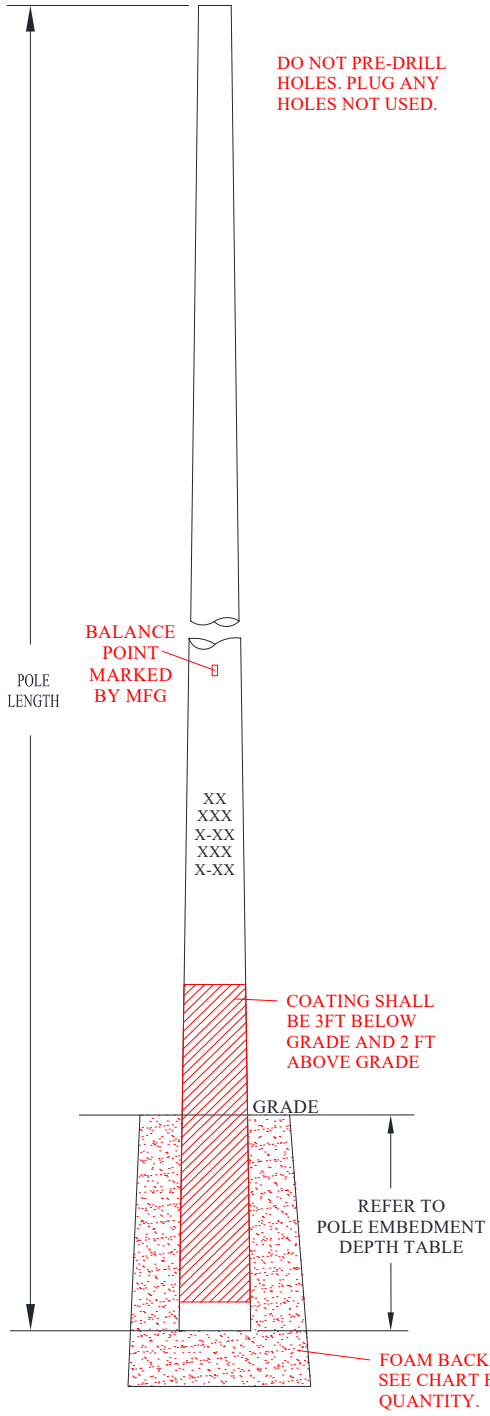 DO NOT PRE-DRILL
HOLES. PLUG ANY
HOLES NOT USED.
BALANCE
POINT
MARKED
BY MFG
POLE
LENGTH
XX
XXX
X-XX
XXX
X-XX
COATING SHALL
BE 3FT BELOW
GRADE AND 2 FT
ABOVE GRADE
GRADE
REFER TO
POLE EMBEDMENT
DEPTH TABLE
FOAM BACK
SEE CHART F
QUANTITY.